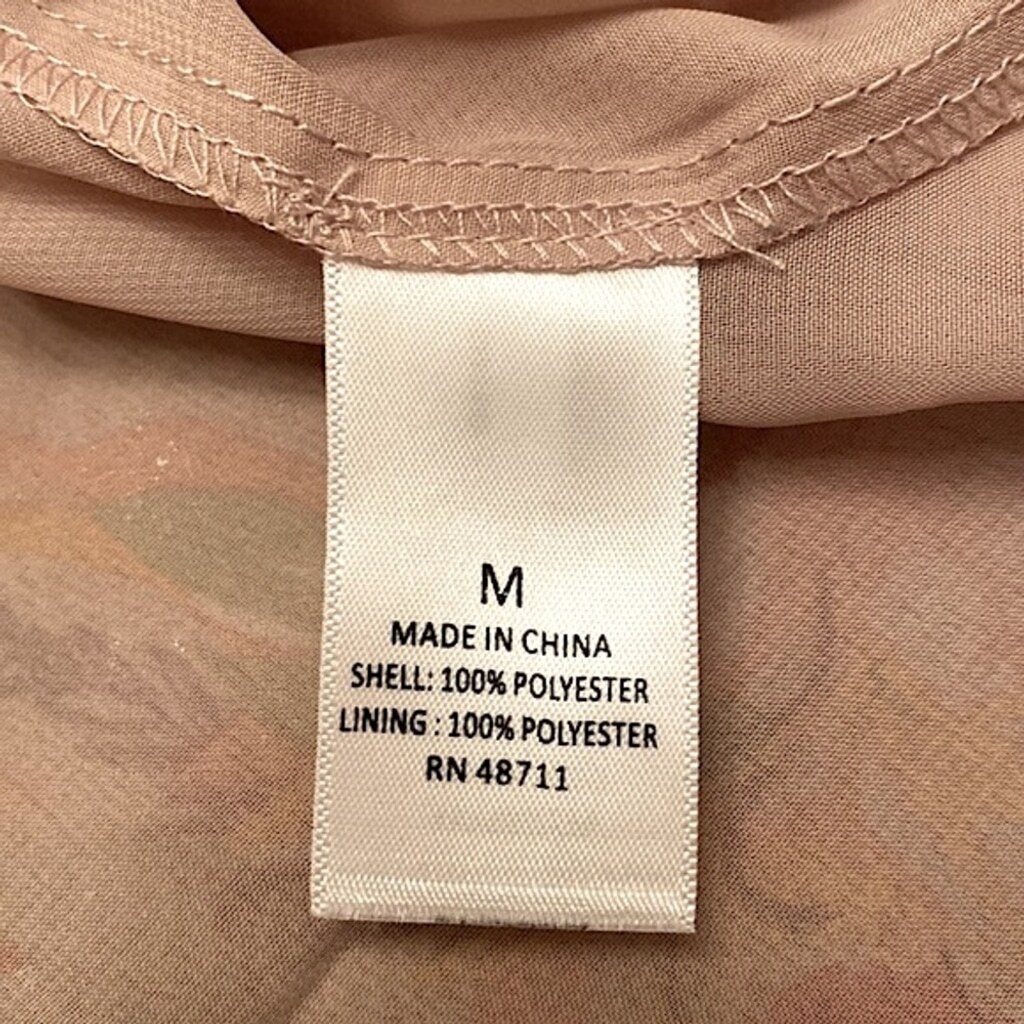 M
MADE IN CHINA
SHELL: 100% POLYESTER
LINING : 100% POLYESTER
RN 48711